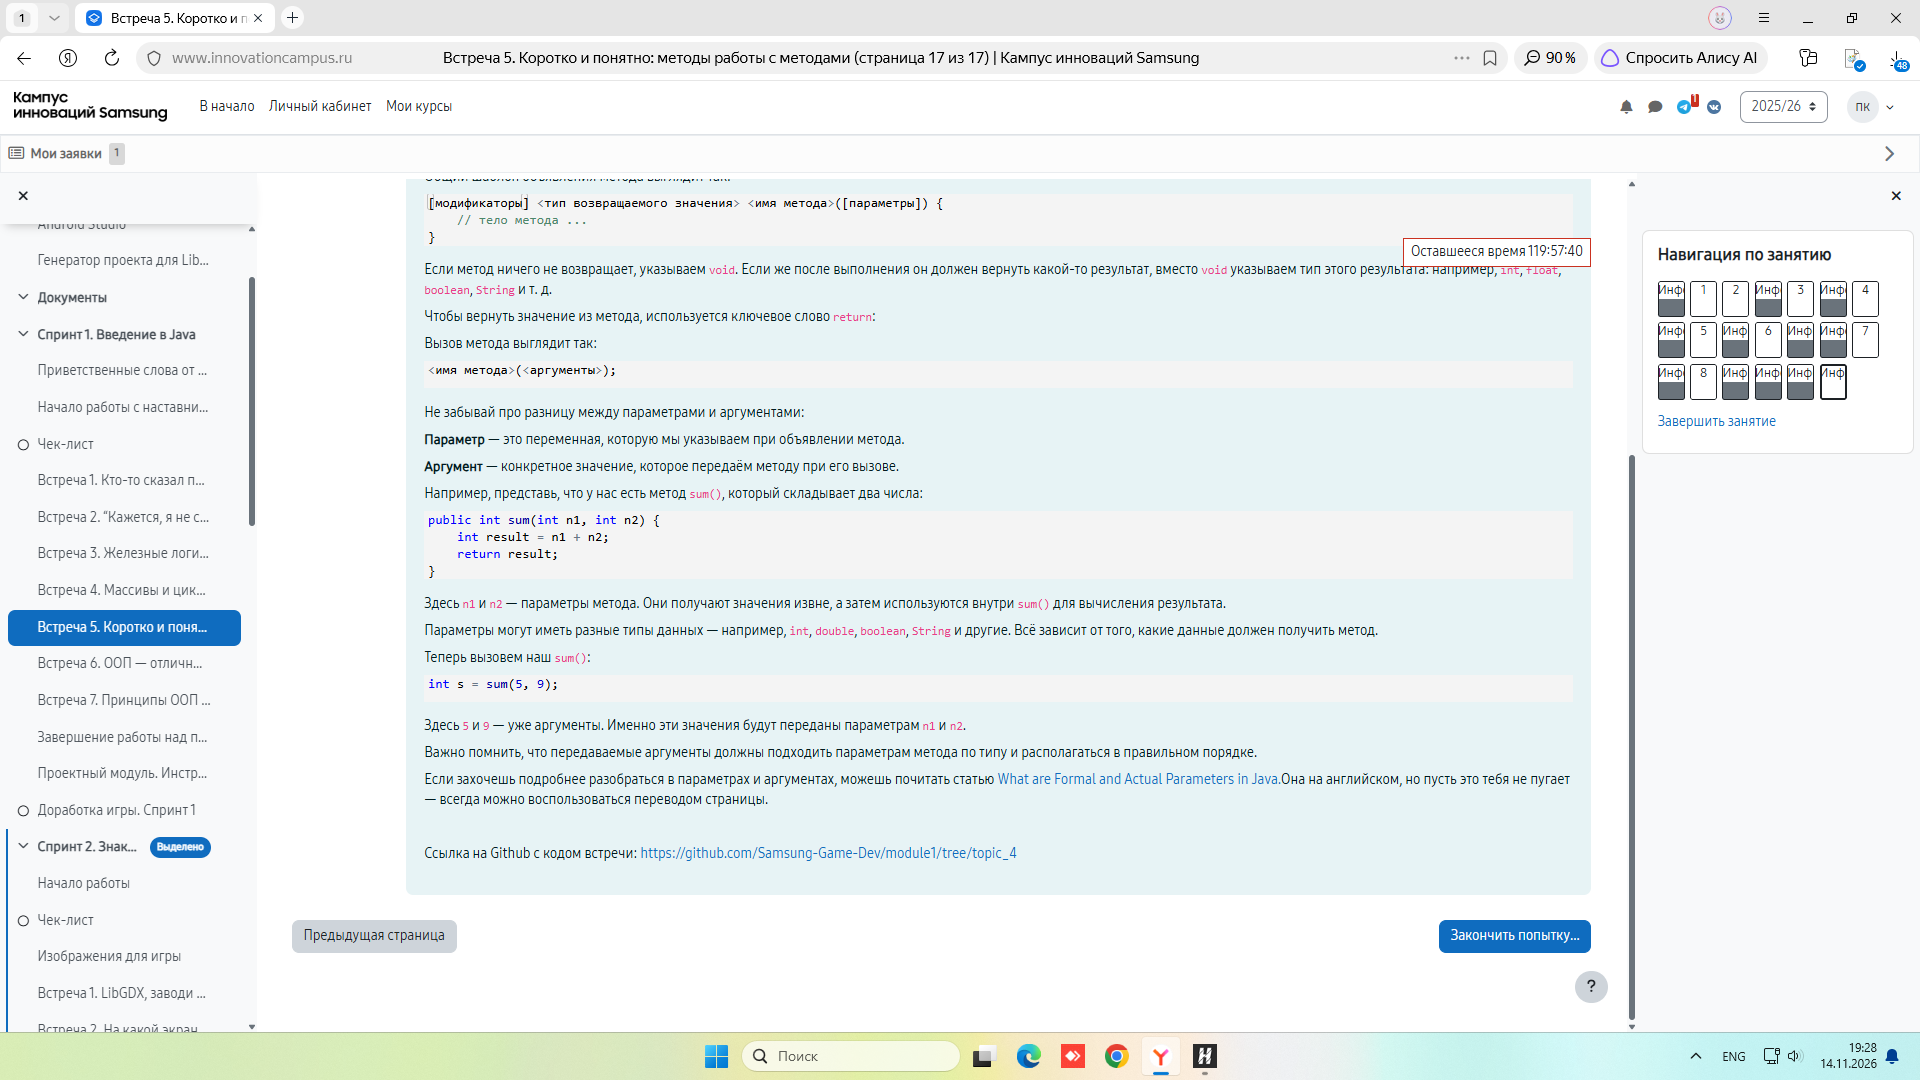 1
Встреча 5. Коротко и п
www.innovationcampus.ru
Встреча 5. Коротко и понятно: методы работы с методами (страница 17 из 17) | Кампус инноваций Samsung
90 %
Спросить Алису AI
48
Кампус
инноваций Samsung
В начало
Личный кабинет
Мои курсы
1
2025/26
ПК
Мои заявки
1
Android Studio
Генератор проекта для Lib...
Документы
Спринт 1. Введение в Java
Приветственные слова от ...
Начало работы с наставни...
Чек-лист
Встреча 1. Кто-то сказал п...
Встреча 2. “Кажется, я не с...
Встреча 3. Железные логи...
Встреча 4. Массивы и цик...
Встреча 5. Коротко и поня...
Встреча 6. ООП — отличн...
Встреча 7. Принципы ООП ...
Завершение работы над п...
Проектный модуль. Инстр...
Доработка игры. Спринт 1
Спринт 2. Знак...
Выделено
Начало работы
Чек-лист
Изображения для игры
Встреча 1. LibGDX, заводи ...
Встреча 2. На какой экран
Общий шаблон объявления метода выглядит так:
[модификаторы] <тип возвращаемого значения> <имя метода>([параметры]) {
// тело метода ...
}
Оставшееся время 119:57:40
Если метод ничего не возвращает, указываем void. Если же после выполнения он должен вернуть какой-то результат, вместо void указываем тип этого результата: например, int, float,
boolean, String и т. д.
Чтобы вернуть значение из метода, используется ключевое слово return:
Вызов метода выглядит так:
<имя метода>(<аргументы>);
Не забывай про разницу между параметрами и аргументами:
Параметр — это переменная, которую мы указываем при объявлении метода.
Аргумент — конкретное значение, которое передаём методу при его вызове.
Например, представь, что у нас есть метод sum(), который складывает два числа:
public int sum(int n1, int n2) {
int result = n1 + n2;
return result;
}
Здесь n1 и n2 — параметры метода. Они получают значения извне, а затем используются внутри sum() для вычисления результата.
Параметры могут иметь разные типы данных — например, int, double, boolean, String и другие. Всё зависит от того, какие данные должен получить метод.
Теперь вызовем наш sum():
int s = sum(5, 9);
Здесь 5 и 9 — уже аргументы. Именно эти значения будут переданы параметрам n1 и n2.
Важно помнить, что передаваемые аргументы должны подходить параметрам метода по типу и располагаться в правильном порядке.
Если захочешь подробнее разобраться в параметрах и аргументах, можешь почитать статью What are Formal and Actual Parameters in Java.Она на английском, но пусть это тебя не пугает
— всегда можно воспользоваться переводом страницы.
Ссылка на Github с кодом встречи: https://github.com/Samsung-Game-Dev/module1/tree/topic_4
Предыдущая страница
Закончить попытку...
?
Навигация по занятию
Инф 1 2 Инф 3 Инф 4
Инф 5 Инф 6 Инф Инф 7
Инф 8 Инф Инф Инф Инф
Завершить занятие
Поиск
ENG
19:28
14.11.2026